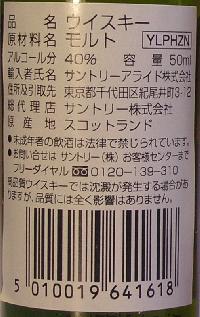 品名 ウイスキー
原材料名 モルト YLPHZN
アルコール分 40% 容量 50ml
輸入者氏名 サントリーアライド株式会社
住所及引取先 東京都千代田区紀尾井町3-12
総代理店 サントリー株式会社
原産地 スコットランド
●未成年者の飲酒は法律で禁じられています。
●お問い合せは サントリー(株) お客様センターまで
フリーダイヤル 0120-139-310
商品質ウイスキーでは沈澱が発生する場合があ
りますが、品質には全く影響はありません。
5 010019 641618